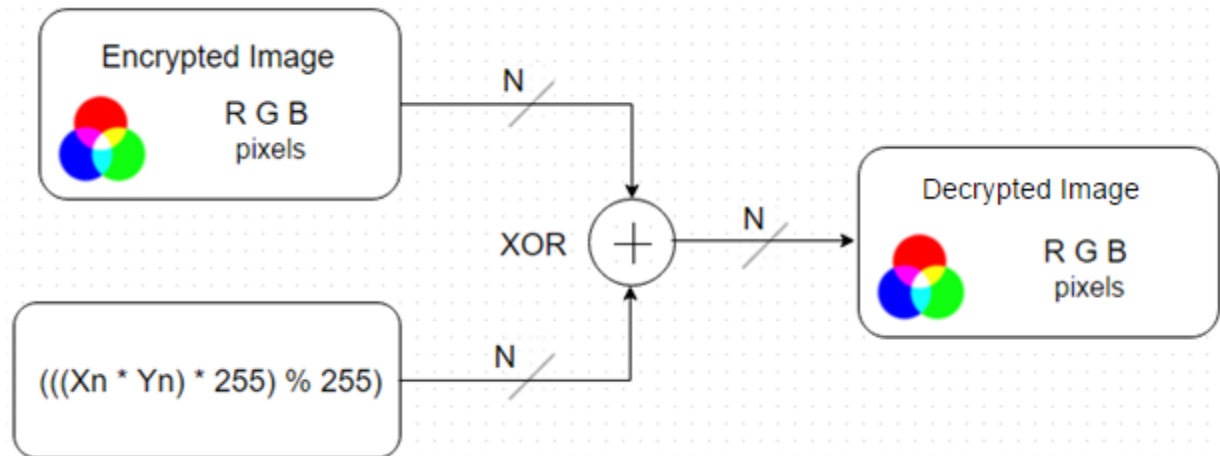 Encrypted Image
R G B
pixels
N
XOR
N
Decrypted Image
R G B
pixels
N
(((Xn * Yn) * 255) % 255)